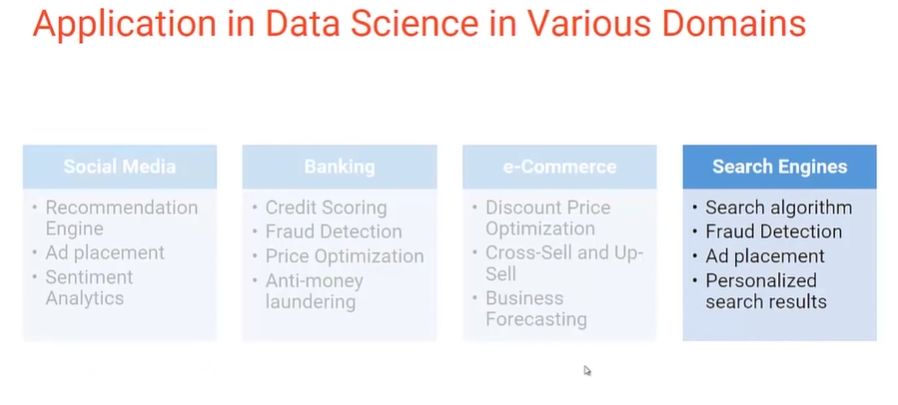 Application in Data Science in Various Domains
Social Media
• Recommendation
Engine
• Ad placement
• Sentiment
Analytics
Banking
• Credit Scoring
• Fraud Detection
• Price Optimization
• Anti-money
laundering
e-Commerce
• Discount Price
Optimization
• Cross-Sell and Up-
Sell
• Business
Forecasting
Search Engines
• Search algorithm
• Fraud Detection
• Ad placement
• Personalized
search results